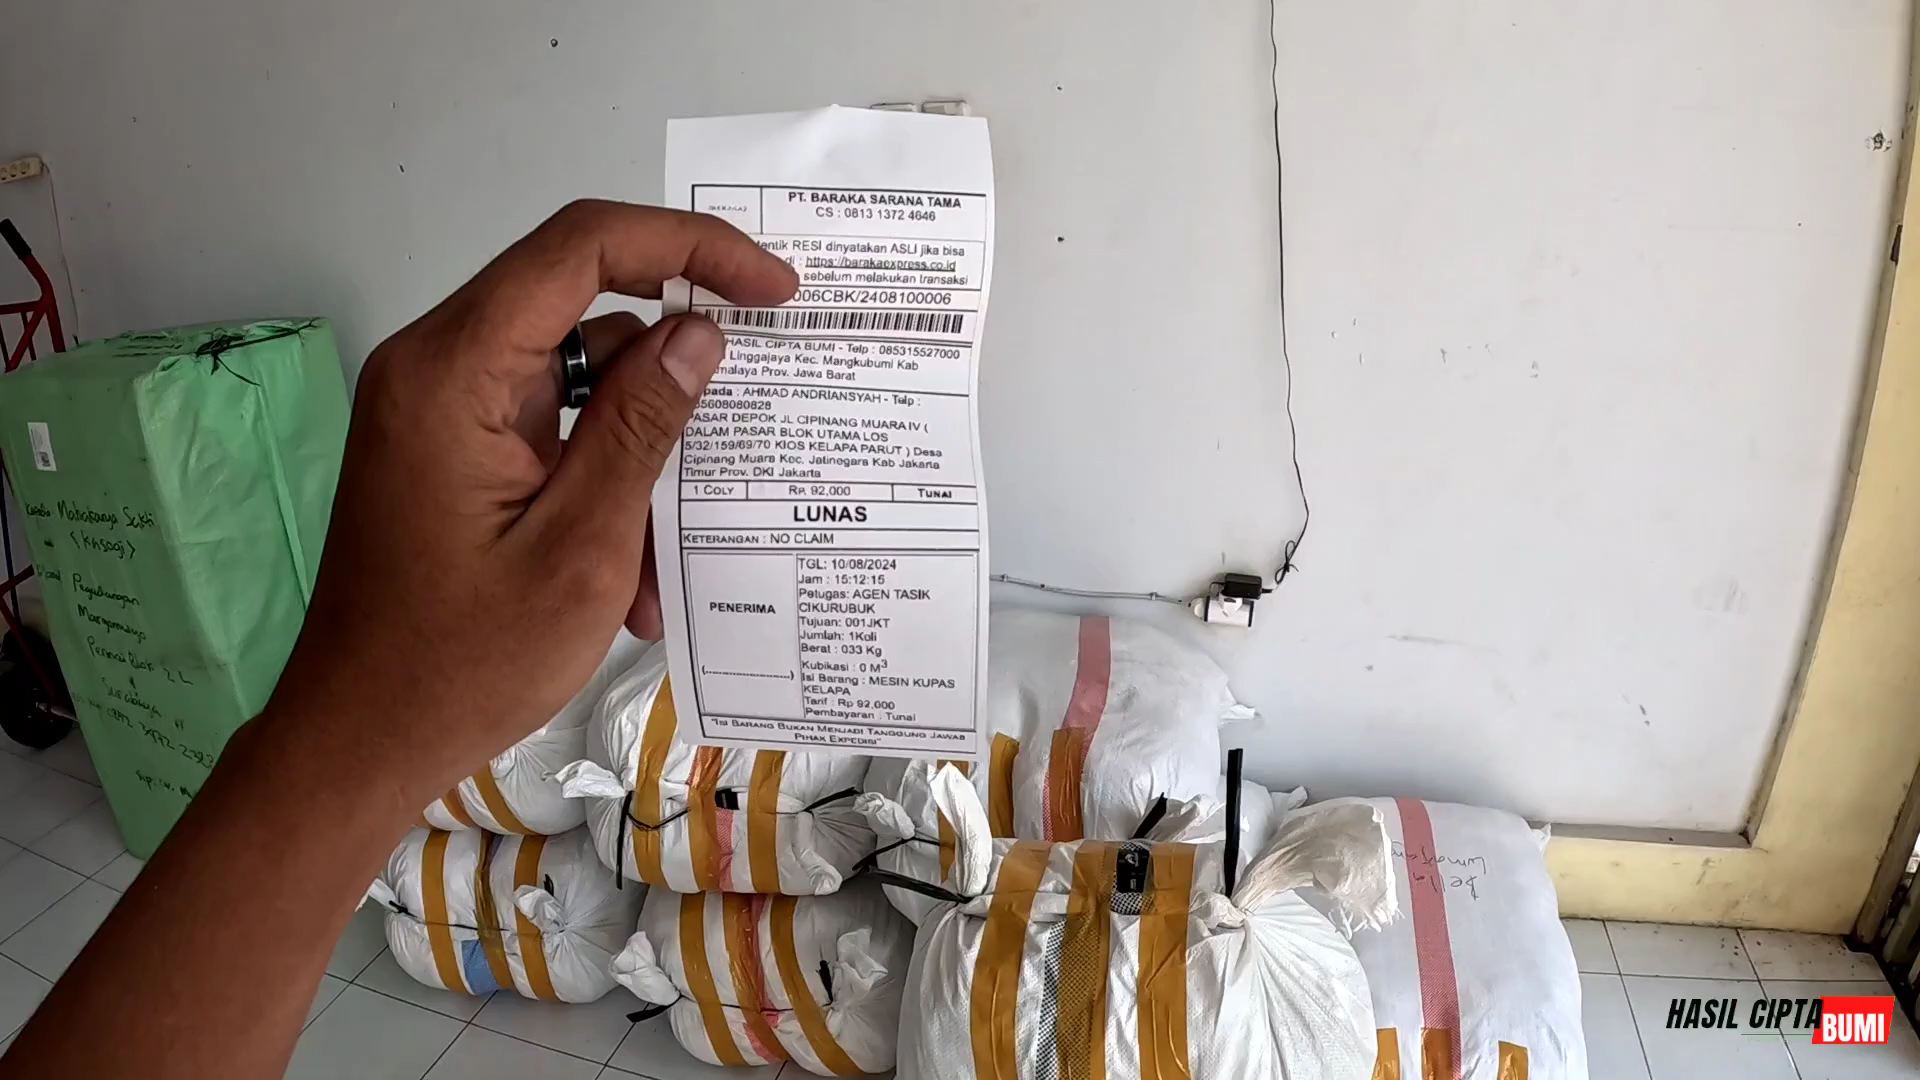 PT. BARAKA SARANA TAMA
CS : 0813 1372 4646
entik RESI dinyatakan ASLI jika bisa
di : https://barakaexpress.co.id
sebelum melakukan transaksi
006CBK/2408100006
HASIL CIPTA BUMI - Telp : 085315527000
Linggajaya Kec. Mangkubumi Kab
malaya Prov. Jawa Barat
pada : AHMAD ANDRIANSYAH - Telp :
5608080828
PASAR DEPOK JL CIPINANG MUARA IV (
DALAM PASAR BLOK UTAMA LOS
5/32/159/69/70 KIOS KELAPA PARUT ) Desa
Cipinang Muara Kec. Jatinegara Kab Jakarta
Timur Prov. DKI Jakarta
1 COLY Rp. 92,000 TUNAI
LUNAS
KETERANGAN : NO CLAIM
PENERIMA
(.......................)
TGL: 10/08/2024
Jam : 15:12:15
Petugas: AGEN TASIK
CIKURUBUK
Tujuan: 001JKT
Jumlah: 1Koli
Berat : 033 Kg
Kubikasi : 0 M3
Isi Barang : MESIN KUPAS
KELAPA
Tarif : Rp 92,000
Pembayaran : Tunai
"ISI BARANG BUKAN MENJADI TANGGUNG JAWAB
PIHAK EXPEDISI"
Mahakarya Sakti
Surabaya
HASIL CIPTA
BUMI